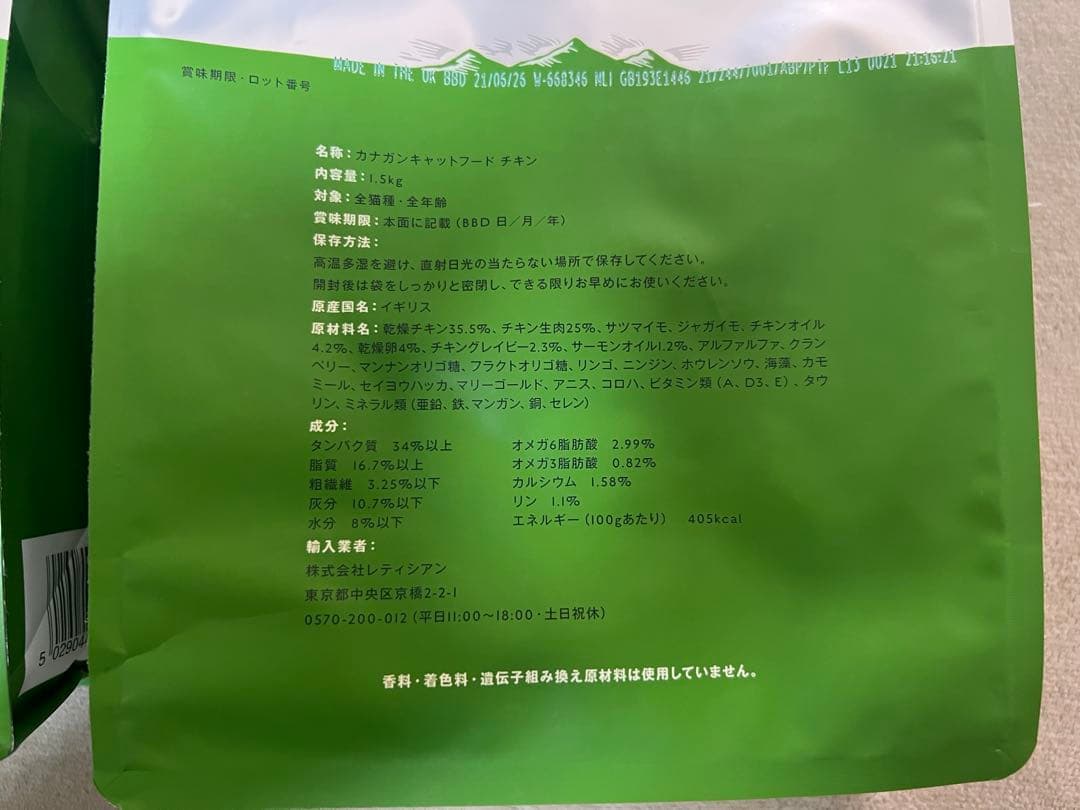 賞味期限・ロット番号
MADE IN THE UK BBD 21/06/26 W-660346 MLI GB193E1446 L13 0021 21:16:21
名称：カナガンキャットフード チキン
内容量：1.5kg
対象：全猫種・全年齢
賞味期限：本面に記載（BBD 日／月／年）
保存方法：
高温多湿を避け、直射日光の当たらない場所で保存してください。
開封後は袋をしっかりと密閉し、できる限りお早めにお使いください。
原産国名：イギリス
原材料名：乾燥チキン35.5%、チキン生肉25%、サツマイモ、ジャガイモ、チキンオイル
4.2%、乾燥卵4%、チキングレイビー2.3%、サーモンオイル1.2%、アルファルファ、クラン
ベリー、マンナンオリゴ糖、フラクトオリゴ糖、リンゴ、ニンジン、ホウレンソウ、海藻、カモ
ミール、セイヨウハッカ、マリーゴールド、アニス、コロハ、ビタミン類（A、D3、E）、タウ
リン、ミネラル類（亜鉛、鉄、マンガン、銅、セレン）
成分：
タンパク質 34%以上 オメガ6脂肪酸 2.99%
脂質 16.7%以上 オメガ3脂肪酸 0.82%
粗繊維 3.25%以下 カルシウム 1.58%
灰分 10.7%以下 リン 1.1%
水分 8%以下 エネルギー（100gあたり） 405kcal
輸入業者：
株式会社レティシアン
東京都中央区京橋2-2-1
0570-200-012（平日11:00〜18:00・土日祝休）
香料・着色料・遺伝子組み換え原材料は使用していません。
5 02904